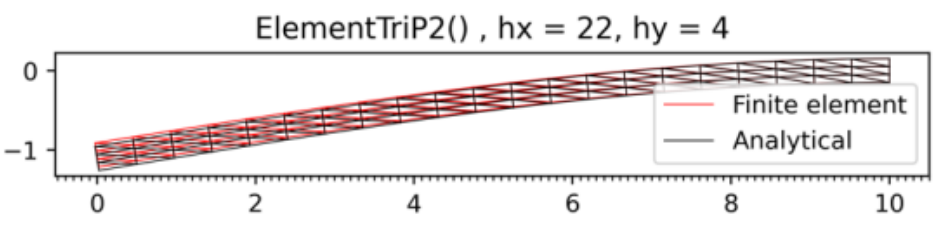 ElementTriP2() , hx = 22, hy = 4
0
−1
Finite element
Analytical
0 2 4 6 8 10